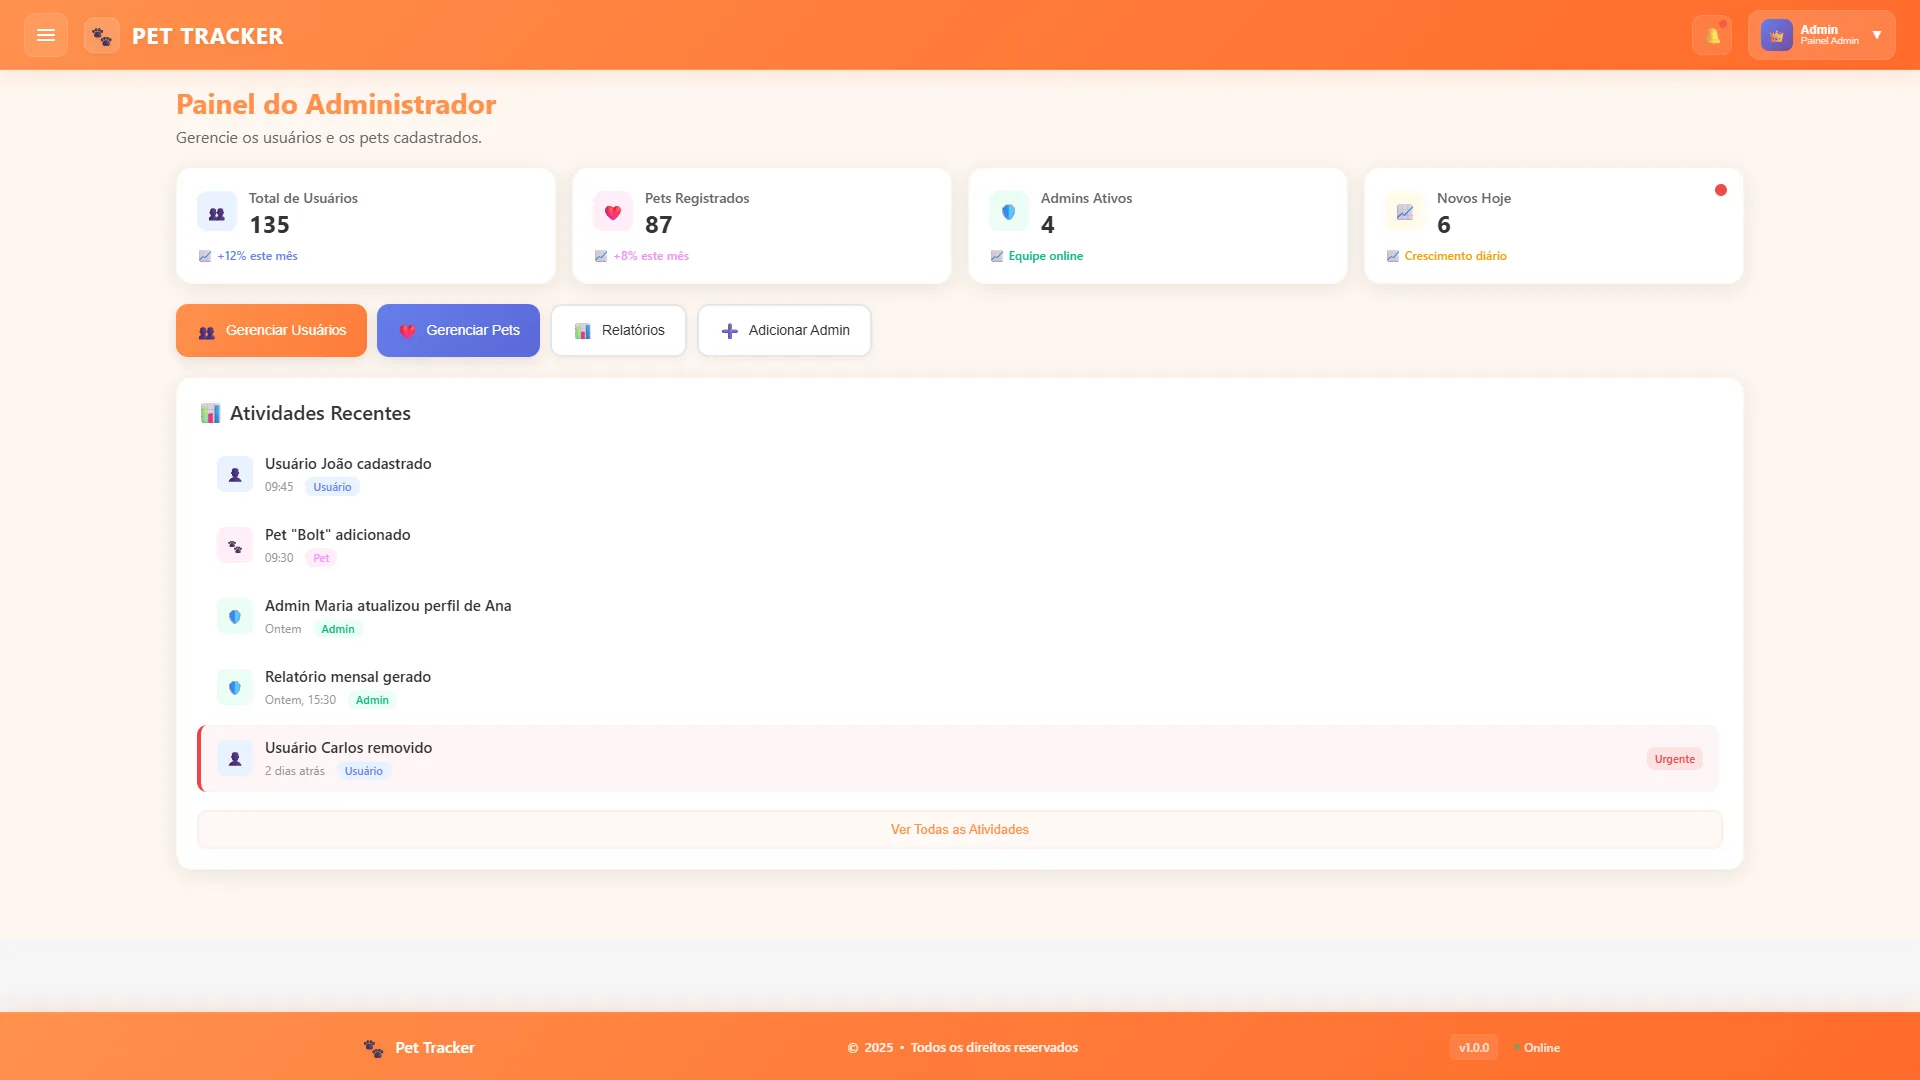 PET TRACKER
Admin
Painel Admin
Painel do Administrador
Gerencie os usuários e os pets cadastrados.
Total de Usuários
135
+12% este mês
Pets Registrados
87
+8% este mês
Admins Ativos
4
Equipe online
Novos Hoje
6
Crescimento diário
Gerenciar Usuários
Gerenciar Pets
Relatórios
Adicionar Admin
Atividades Recentes
Usuário João cadastrado
09:45 Usuário
Pet "Bolt" adicionado
09:30 Pet
Admin Maria atualizou perfil de Ana
Ontem Admin
Relatório mensal gerado
Ontem, 15:30 Admin
Usuário Carlos removido
2 dias atrás Usuário
Urgente
Ver Todas as Atividades
Pet Tracker
© 2025 • Todos os direitos reservados
v1.0.0
Online